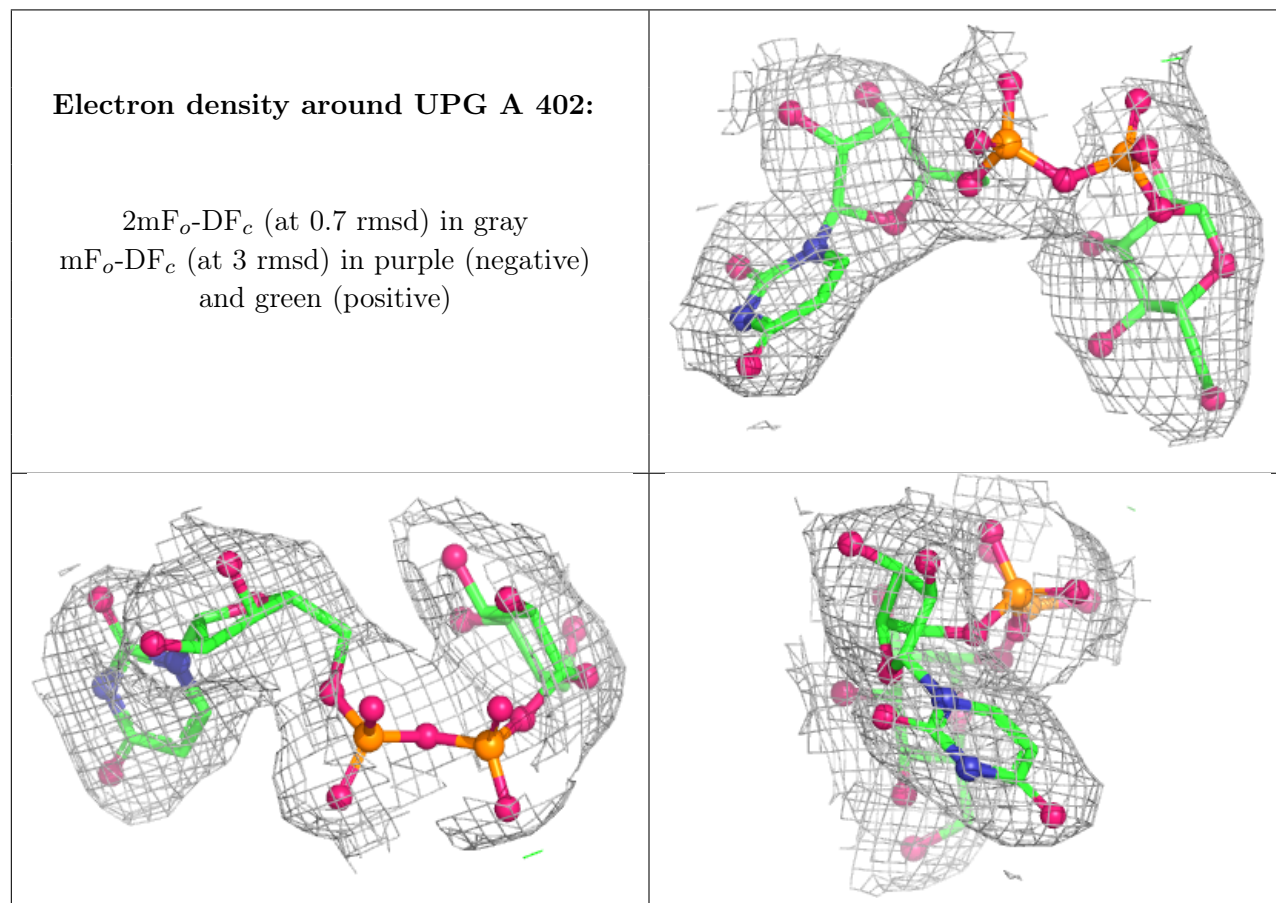 Electron density around UPG A 402:
2mFo-DFc (at 0.7 rmsd) in gray
mFo-DFc (at 3 rmsd) in purple (negative)
and green (positive)